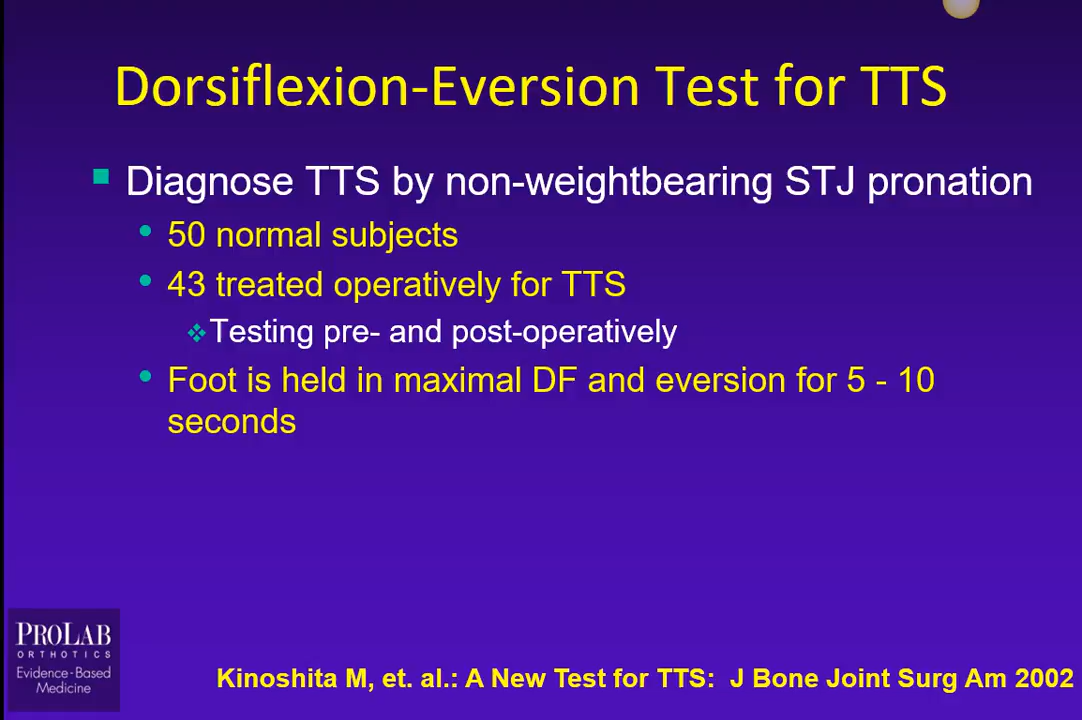 Dorsiflexion-Eversion Test for TTS
Diagnose TTS by non-weightbearing STJ pronation
50 normal subjects
43 treated operatively for TTS
Testing pre- and post-operatively
Foot is held in maximal DF and eversion for 5 - 10
seconds
PROLAB
ORTHOTICS
Evidence-Based
Medicine
Kinoshita M, et. al.: A New Test for TTS: J Bone Joint Surg Am 2002